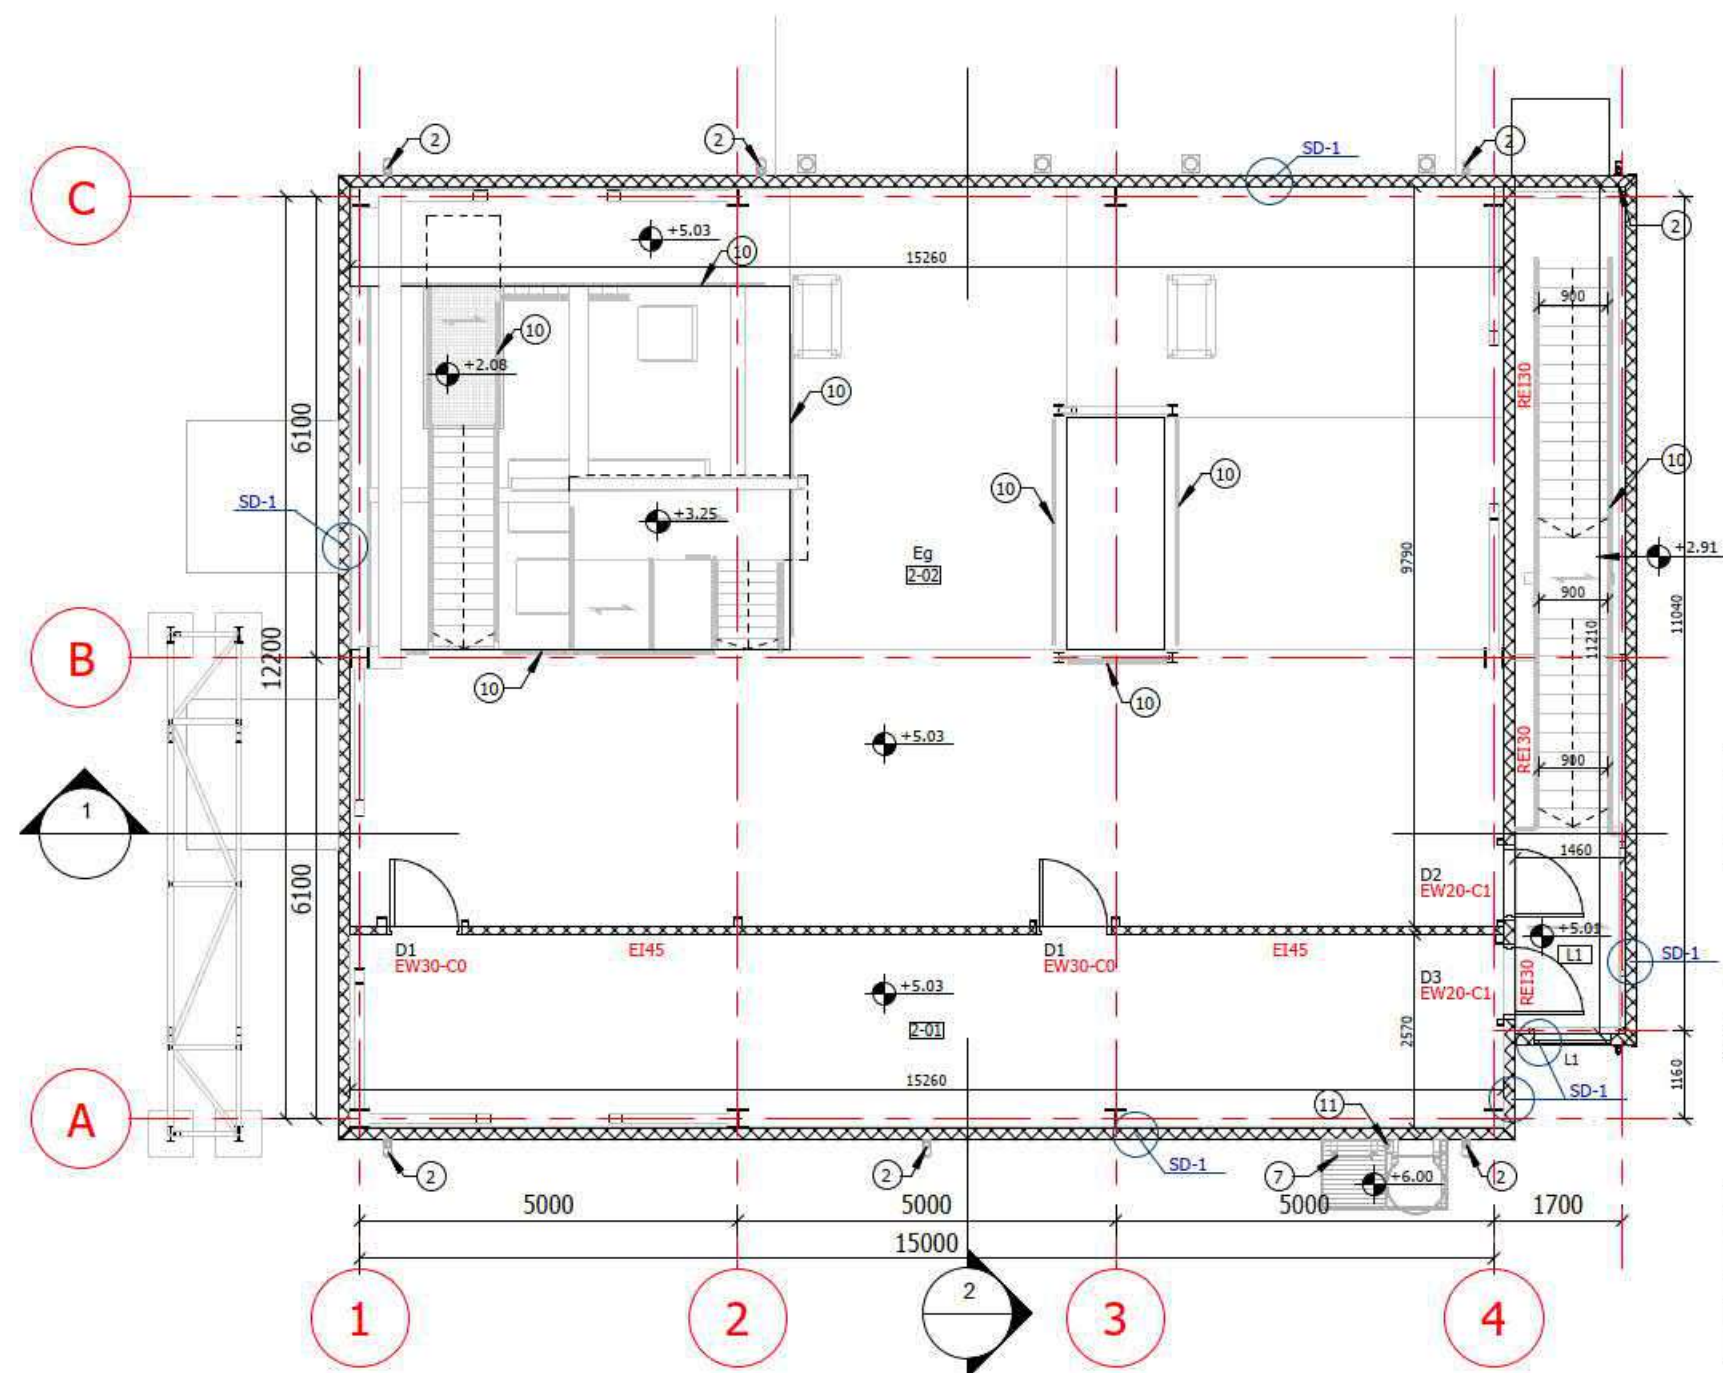 2
2
SD-1
2
C
2
+5.03
10
15260
900
10
+2.08
10
RE130
6100
10
10
10
10
SD-1
+3.25
Eg
2-02
9790
+2.91
900
11210
11040
B
12200
10
10
+5.03
RE130
900
1
1460
6100
D2
EW20-C1
+5.01
D1
EW30-C0
EI45
D1
EW30-C0
EI45
L1
SD-1
D3
EW20-C1
RE130
+5.03
2-01
2570
L1
15260
SD-1
1160
A
11
2
2
SD-1
7
+6.00
2
5000
5000
5000
1700
15000
1
2
2
3
4